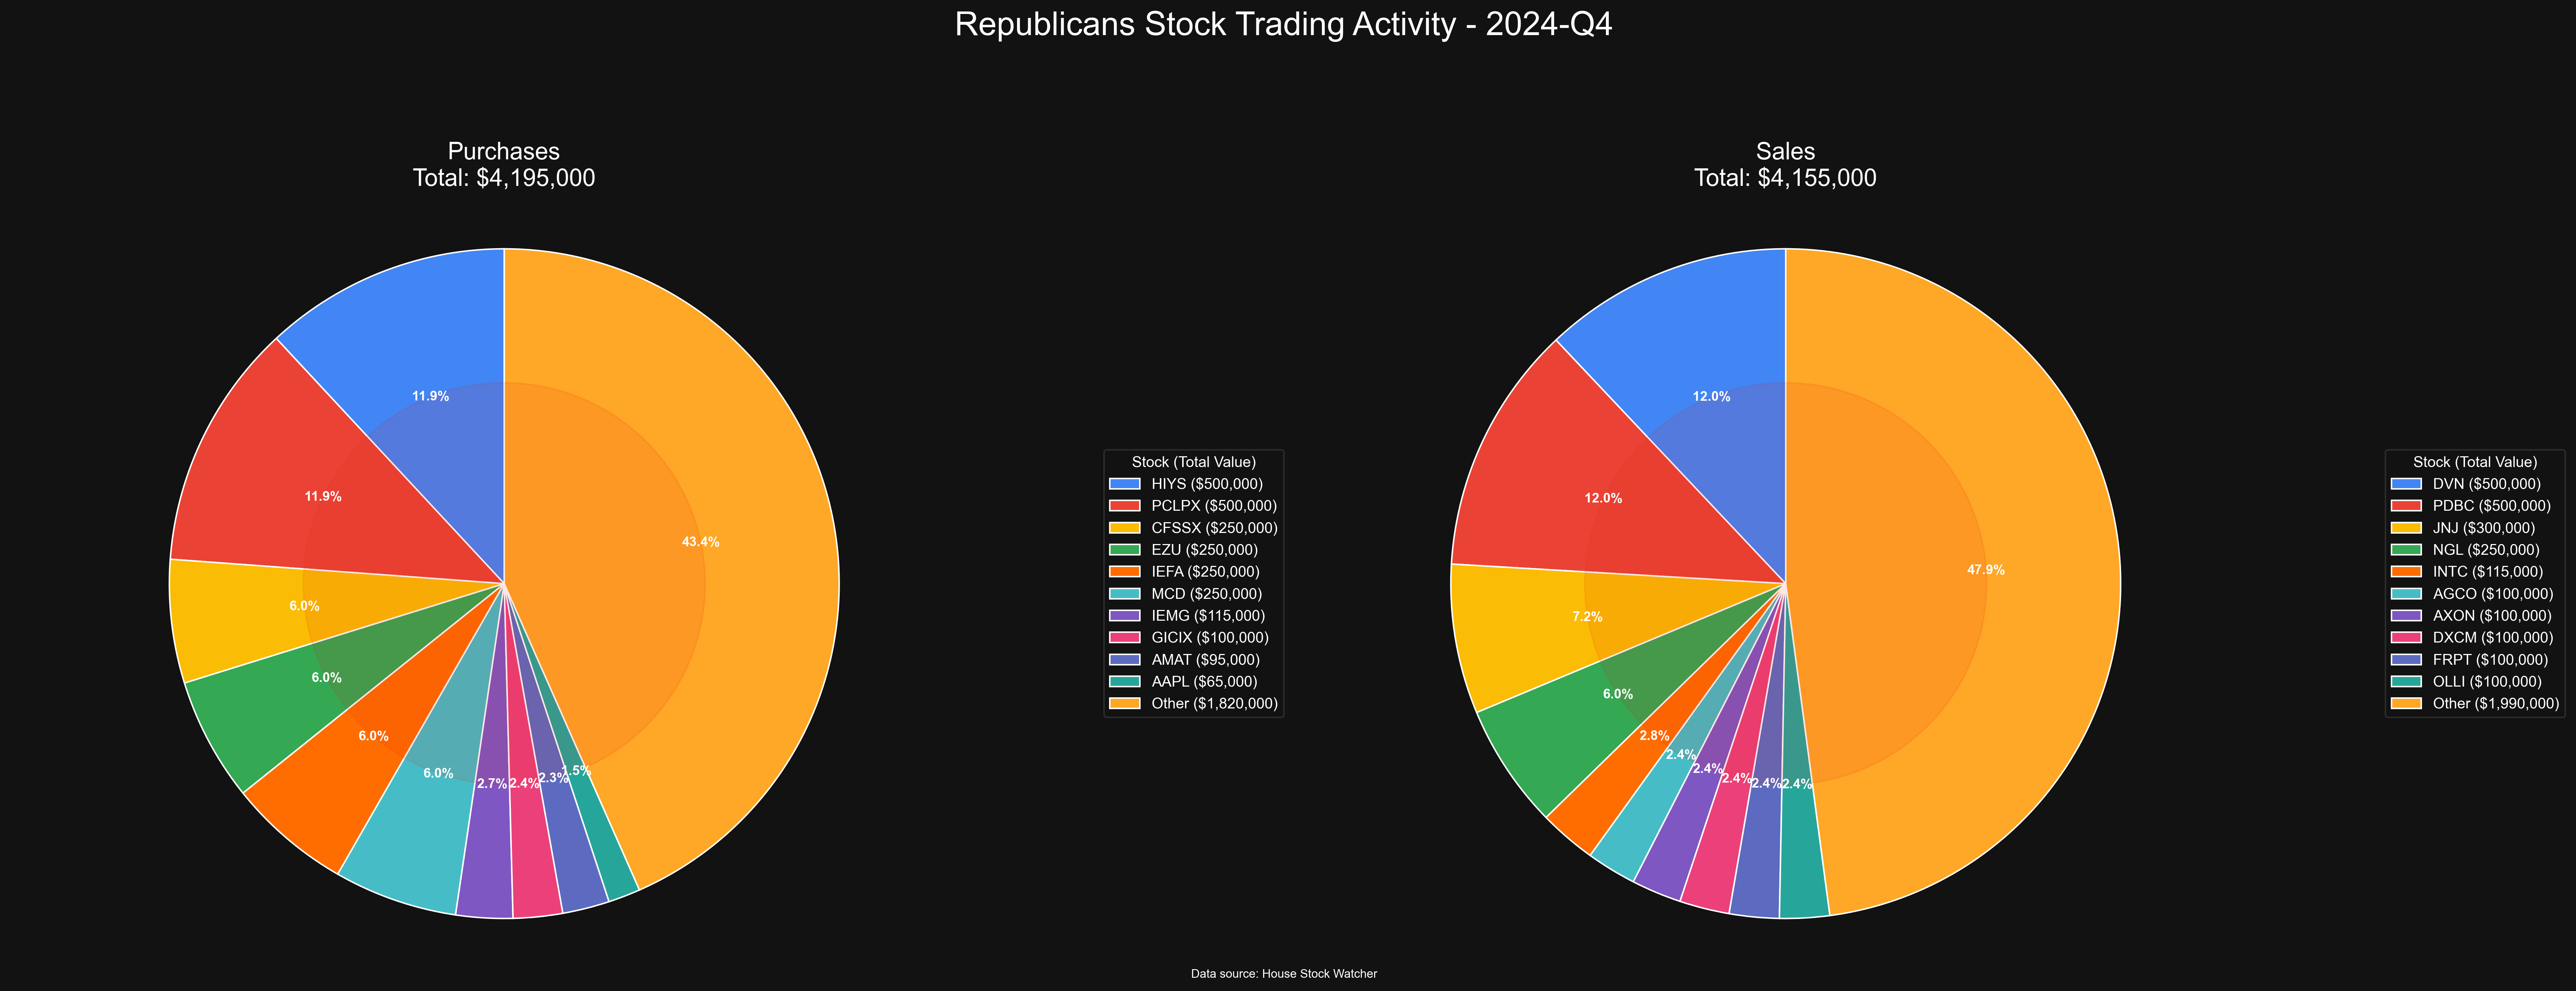 Republicans Stock Trading Activity - 2024-Q4
Purchases
Total: $4,195,000
11.9%
11.9%
6.0%
6.0%
6.0%
6.0%
2.7%
2.4%
2.3%
1.5%
43.4%
Stock (Total Value)
HIYS ($500,000)
PCLPX ($500,000)
CFSSX ($250,000)
EZU ($250,000)
IEFA ($250,000)
MCD ($250,000)
IEMG ($115,000)
GICIX ($100,000)
AMAT ($95,000)
AAPL ($65,000)
Other ($1,820,000)
Sales
Total: $4,155,000
12.0%
12.0%
7.2%
6.0%
2.8%
2.4%
2.4%
2.4%
2.4%
2.4%
47.9%
Stock (Total Value)
DVN ($500,000)
PDBC ($500,000)
JNJ ($300,000)
NGL ($250,000)
INTC ($115,000)
AGCO ($100,000)
AXON ($100,000)
DXCM ($100,000)
FRPT ($100,000)
OLLI ($100,000)
Other ($1,990,000)
Data source: House Stock Watcher